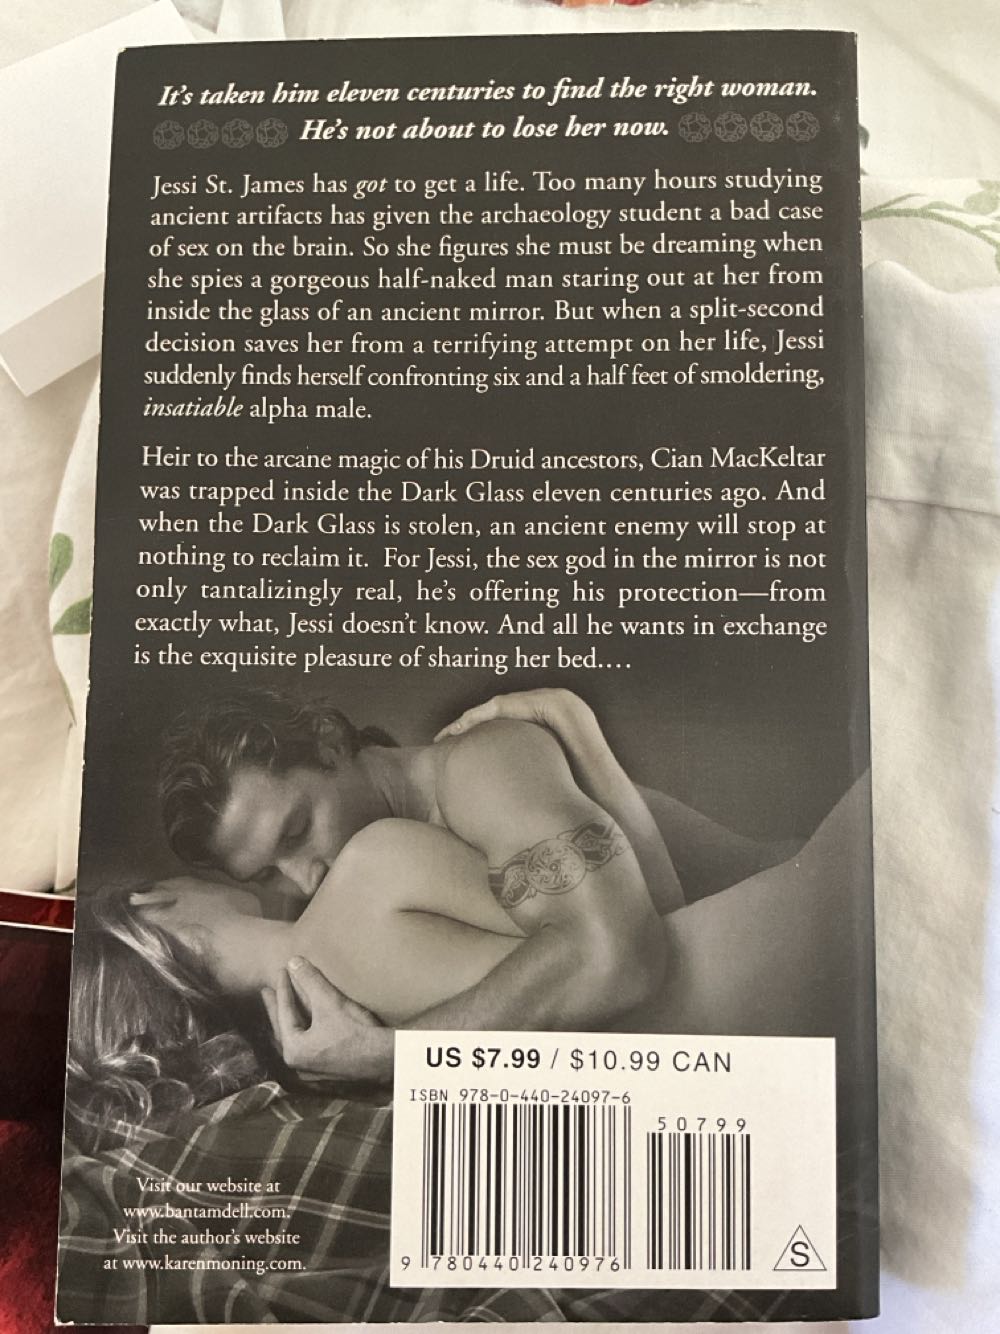 It's taken him eleven centuries to find the right woman.
He's not about to lose her now.
Jessi St. James has got to get a life. Too many hours studying
ancient artifacts has given the archaeology student a bad case
of sex on the brain. So she figures she must be dreaming when
she spies a gorgeous half-naked man staring out at her from
inside the glass of an ancient mirror. But when a split-second
decision saves her from a terrifying attempt on her life, Jessi
suddenly finds herself confronting six and a half feet of smoldering,
insatiable alpha male.
Heir to the arcane magic of his Druid ancestors, Cian MacKeltar
was trapped inside the Dark Glass eleven centuries ago. And
when the Dark Glass is stolen, an ancient enemy will stop at
nothing to reclaim it. For Jessi, the sex god in the mirror is not
only tantalizingly real, he's offering his protection—from
exactly what, Jessi doesn't know. And all he wants in exchange
is the exquisite pleasure of sharing her bed....
US $7.99 / $10.99 CAN
ISBN 978-0-440-24097-6
50799
9 780440 240976
S
Visit our website at
www.bantamdell.com.
Visit the author's website
at www.karenmoning.com.